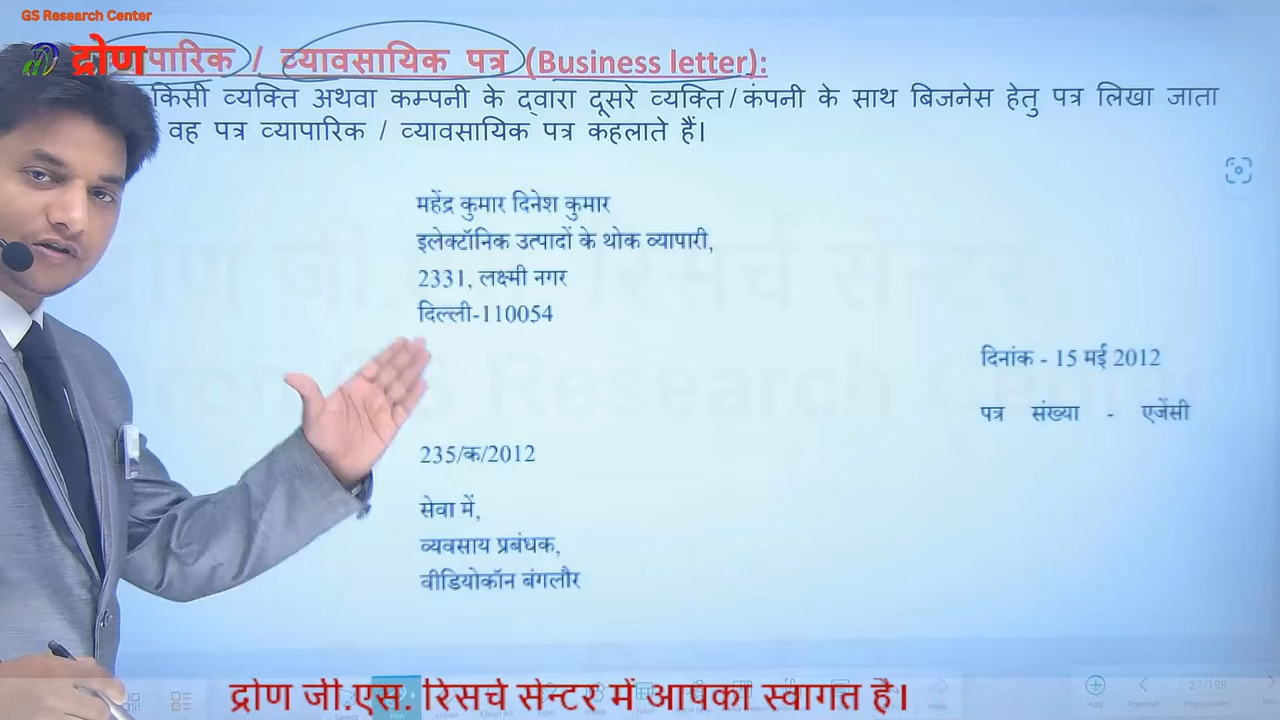 GS Research Center
द्रोण
पारिक / व्यावसायिक पत्र (Business letter):
किसी व्यक्ति अथवा कम्पनी के द्वारा दूसरे व्यक्ति/कंपनी के साथ बिजनेस हेतु पत्र लिखा जाता
वह पत्र व्यापारिक / व्यावसायिक पत्र कहलाते हैं।
महेंद्र कुमार दिनेश कुमार
इलेक्टॉनिक उत्पादों के थोक व्यापारी,
2331, लक्ष्मी नगर
दिल्ली-110054
दिनांक - 15 मई 2012
पत्र संख्या - एजेंसी
235/क/2012
सेवा में,
व्यवसाय प्रबंधक,
वीडियोकॉन बंगलौर
द्रोण जी.एस. रिसर्च सेन्टर में आपका स्वागत है।
27/198